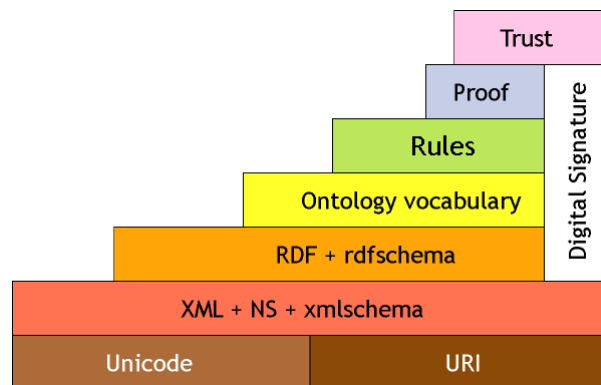 Trust
Proof
Digital Signature
Rules
Ontology vocabulary
RDF + rdfschema
XML + NS + xmlschema
Unicode
URI